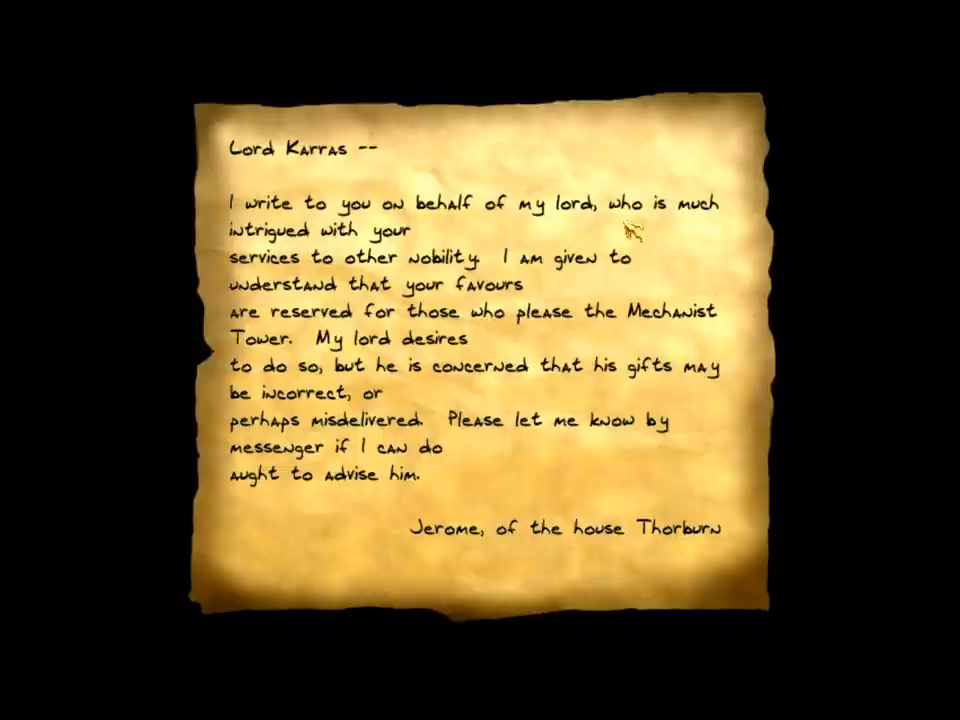 Lord Karras --
I write to you on behalf of my lord, who is much
intrigued with your
services to other nobility.  I am given to
understand that your favours
are reserved for those who please the Mechanist
Tower.  My lord desires
to do so, but he is concerned that his gifts may
be incorrect, or
perhaps misdelivered.  Please let me know by
messenger if I can do
aught to advise him.
Jerome, of the house Thorburn